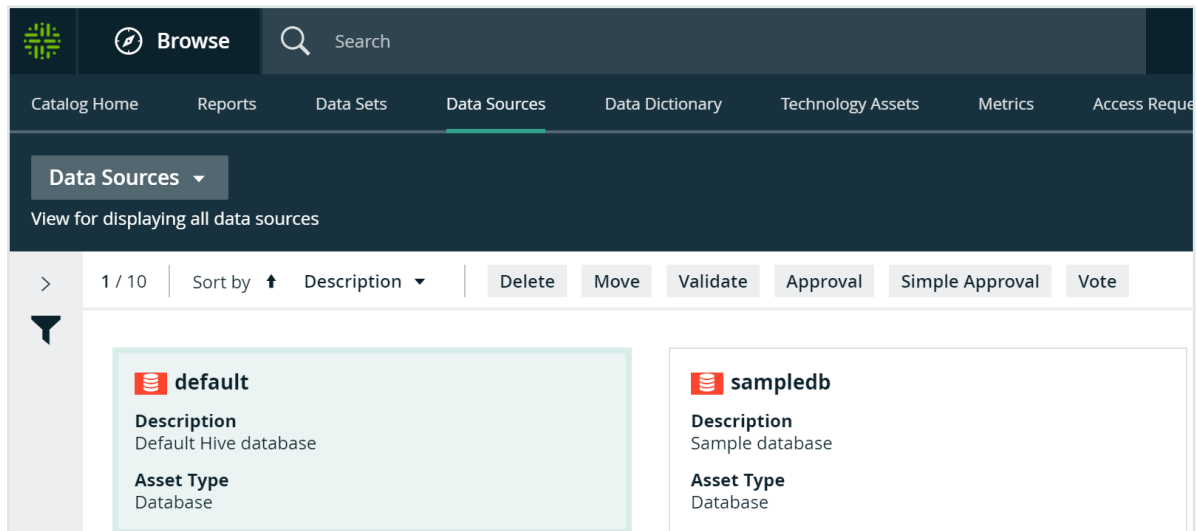 Browse
Search
Catalog Home Reports Data Sets Data Sources Data Dictionary Technology Assets Metrics Access Reque
Data Sources
View for displaying all data sources
1 / 10 Sort by Description Delete Move Validate Approval Simple Approval Vote
default
Description
Default Hive database
Asset Type
Database
sampledb
Description
Sample database
Asset Type
Database